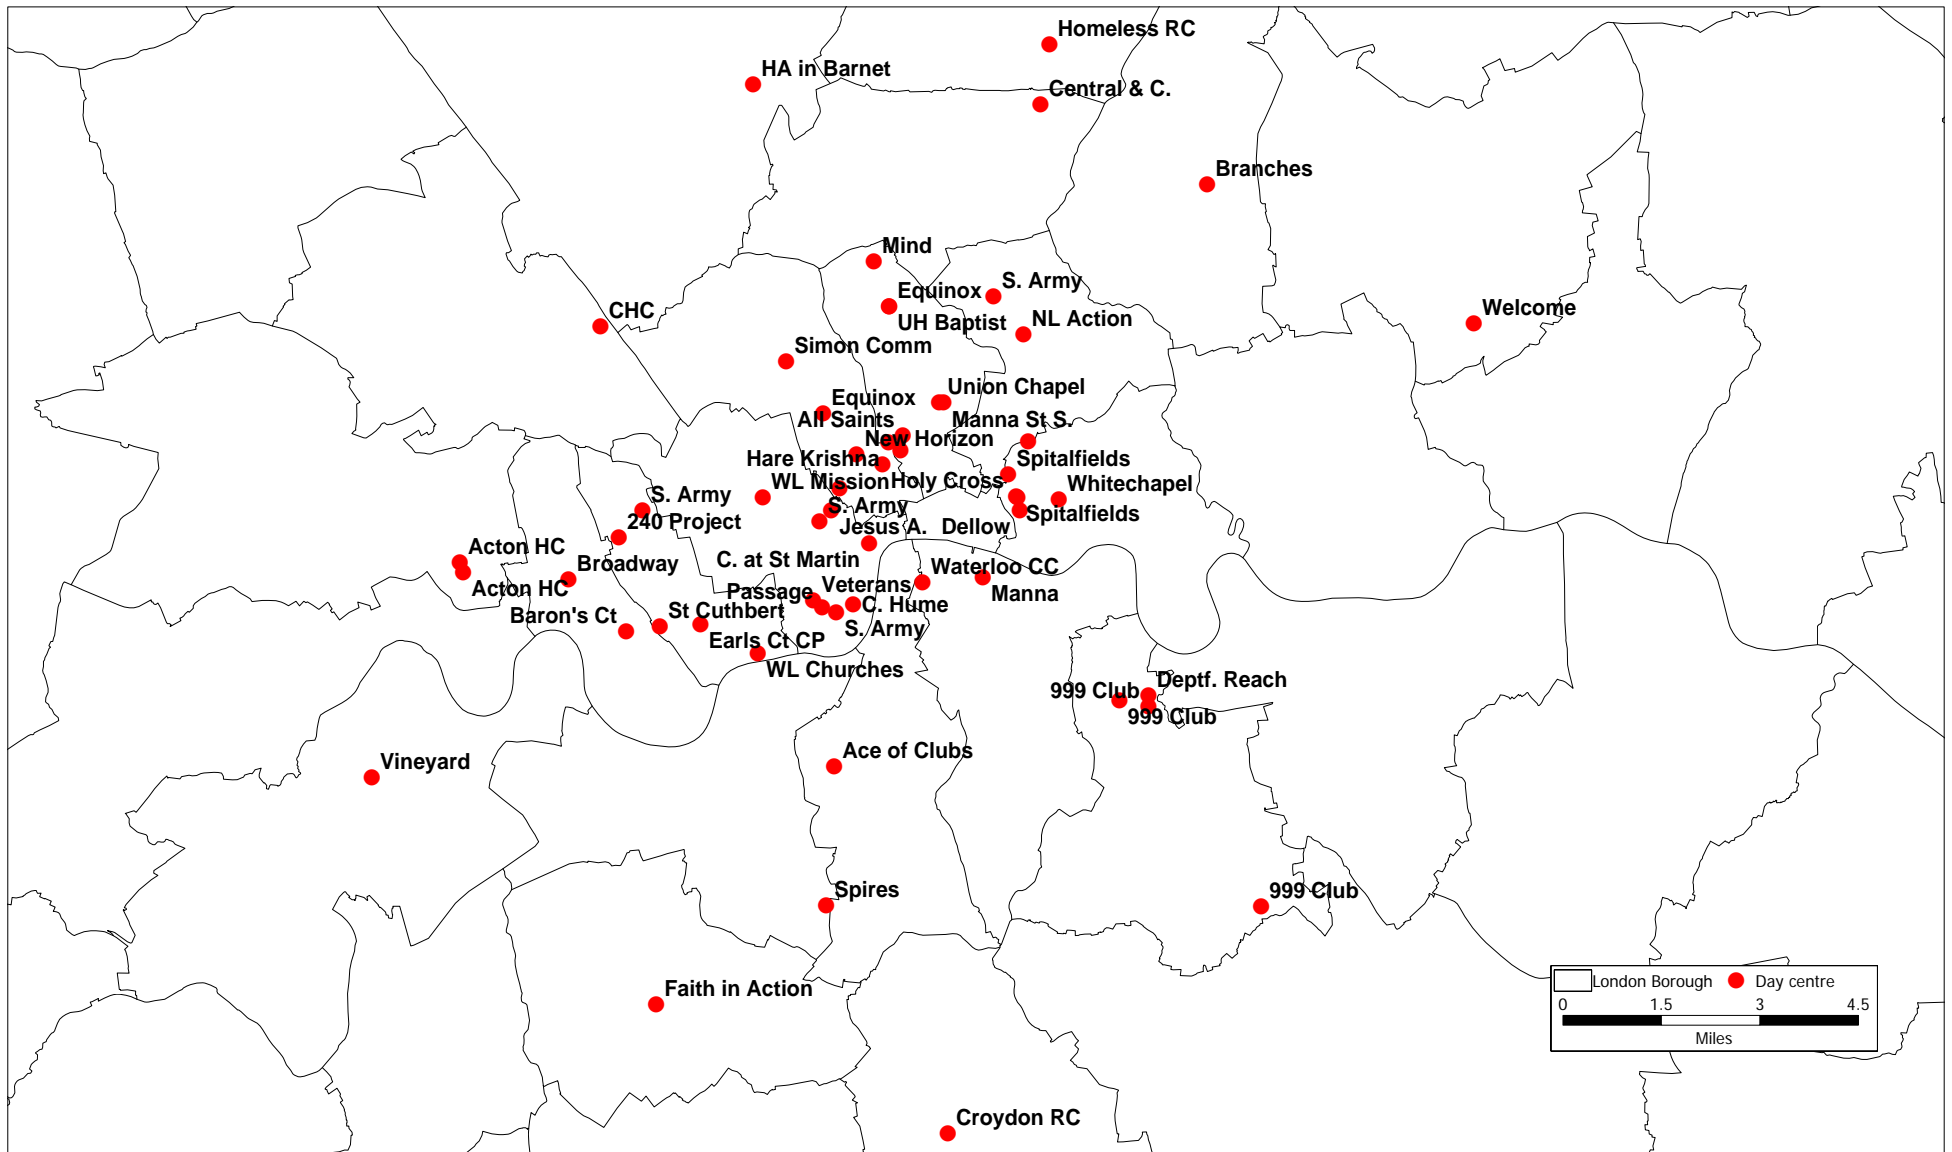 Homeless RC
HA in Barnet
Central & C.
Branches
Mind
S. Army
Equinox
CHC
Welcome
NL Action
UH Baptist
Simon Comm
Union Chapel
Equinox
All Saints
Manna St S.
New Horizon
Hare Krishna
Spitalfields
WL Mission
Holy Cross
Whitechapel
S. Army
S. Army
Spitalfields
240 Project
Jesus A.
Dellow
Acton HC
C. at St Martin
Broadway
Waterloo CC
Acton HC
Veterans
Passage
Manna
C. Hume
Baron's Ct
St Cuthbert
S. Army
Earls Ct CP
WL Churches
Deptf. Reach
999 Club
999 Club
Ace of Clubs
Vineyard
Spires
999 Club
Faith in Action
London Borough
Day centre
0 1.5 3 4.5
Miles
Croydon RC